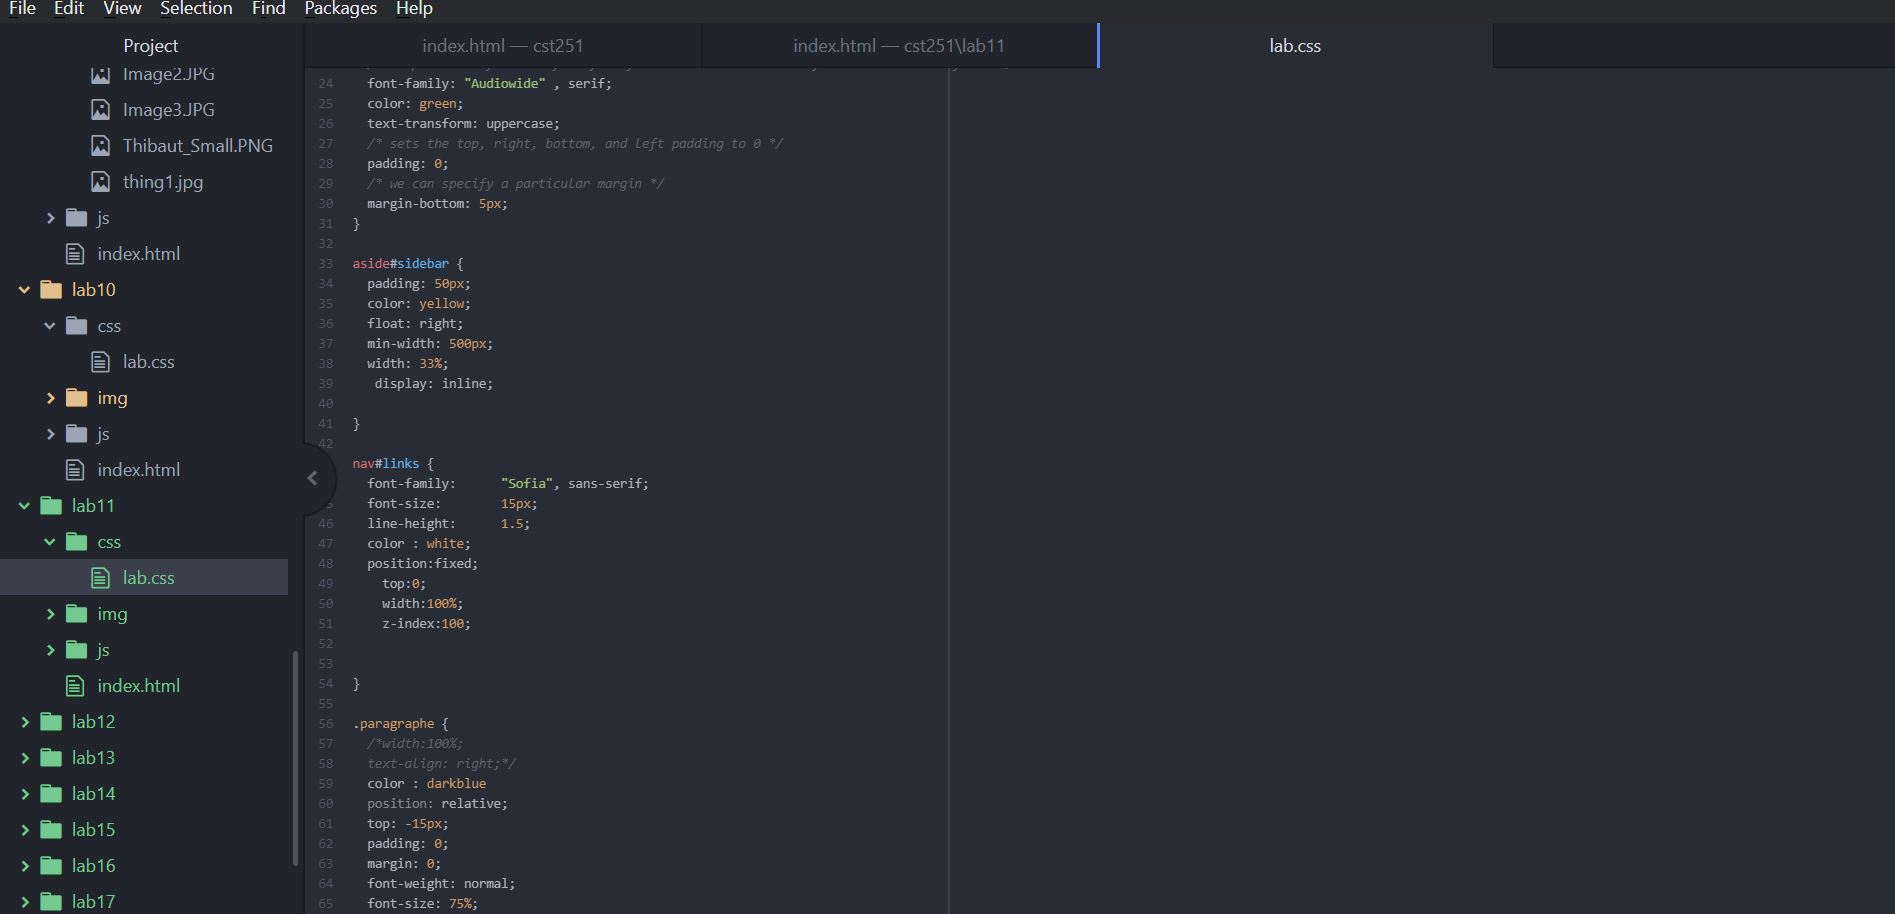 File Edit View Selection Find Packages Help
Project
index.html — cst251
index.html — cst251\lab11
lab.css
Image2.JPG
Image3.JPG
Thibaut_Small.PNG
thing1.jpg
js
index.html
lab10
css
lab.css
img
js
index.html
lab11
css
lab.css
img
js
index.html
lab12
lab13
lab14
lab15
lab16
lab17
24 font-family: "Audiowide" , serif;
25 color: green;
26 text-transform: uppercase;
27 /* sets the top, right, bottom, and left padding to 0 */
28 padding: 0;
29 /* we can specify a particular margin */
30 margin-bottom: 5px;
31 }
32
33 aside#sidebar {
34 padding: 50px;
35 color: yellow;
36 float: right;
37 min-width: 500px;
38 width: 33%;
39 display: inline;
40
41 }
42
nav#links {
font-family: "Sofia", sans-serif;
font-size: 15px;
46 line-height: 1.5;
47 color : white;
48 position:fixed;
49 top:0;
50 width:100%;
51 z-index:100;
52
53
54 }
55
56 .paragraphe {
57 /*width:100%;
58 text-align: right;*/
59 color : darkblue
60 position: relative;
61 top: -15px;
62 padding: 0;
63 margin: 0;
64 font-weight: normal;
65 font-size: 75%;